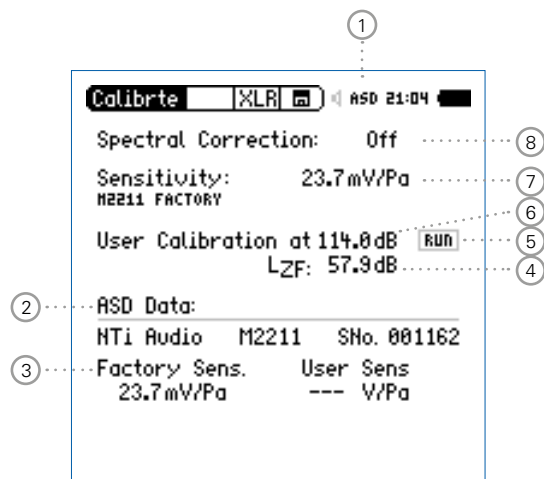 1
Calibrte XLR ASD 21:04
Spectral Correction: Off 8
Sensitivity: 23.7mV/Pa 7
M2211 FACTORY
6
User Calibration at 114.0dB RUN 5
LZF: 57.9dB 4
2 ASD Data:
NTi Audio M2211 SNo. 001162
3 Factory Sens. User Sens
23.7mV/Pa --- V/Pa